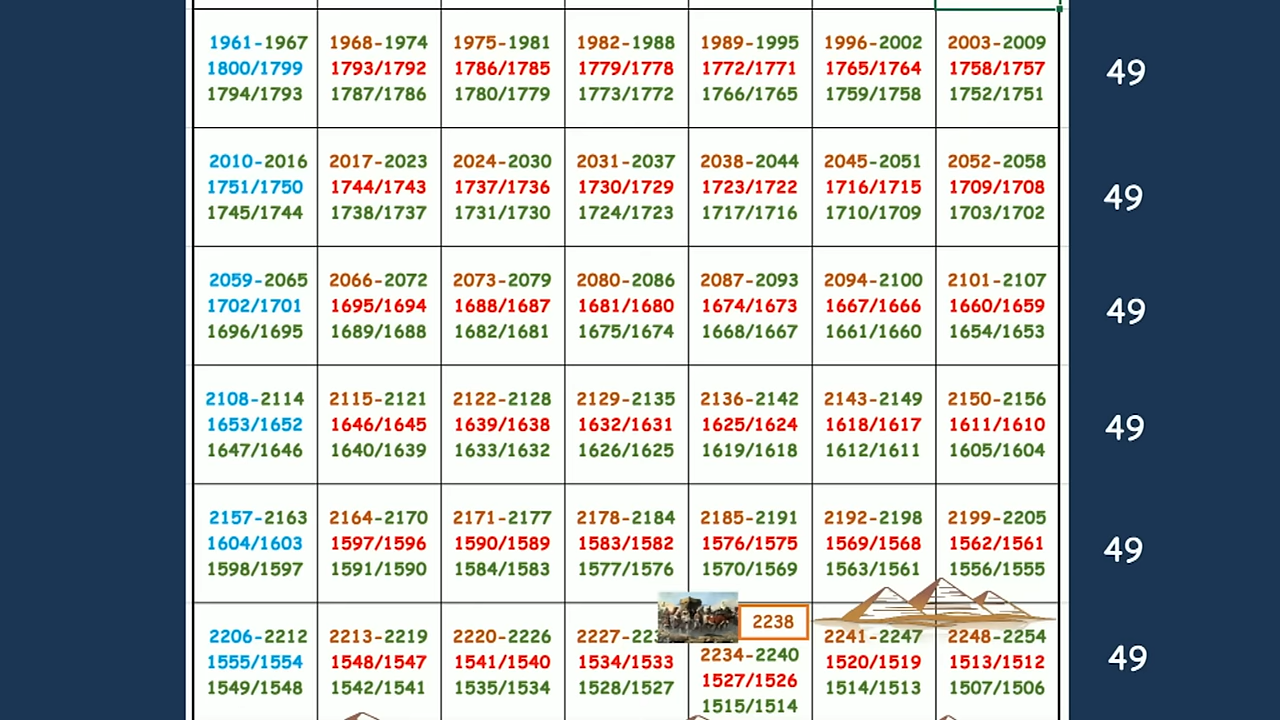 1961-1967 1968-1974 1975-1981 1982-1988 1989-1995 1996-2002 2003-2009
1800/1799 1793/1792 1786/1785 1779/1778 1772/1771 1765/1764 1758/1757
1794/1793 1787/1786 1780/1779 1773/1772 1766/1765 1759/1758 1752/1751
49
2010-2016 2017-2023 2024-2030 2031-2037 2038-2044 2045-2051 2052-2058
1751/1750 1744/1743 1737/1736 1730/1729 1723/1722 1716/1715 1709/1708
1745/1744 1738/1737 1731/1730 1724/1723 1717/1716 1710/1709 1703/1702
49
2059-2065 2066-2072 2073-2079 2080-2086 2087-2093 2094-2100 2101-2107
1702/1701 1695/1694 1688/1687 1681/1680 1674/1673 1667/1666 1660/1659
1696/1695 1689/1688 1682/1681 1675/1674 1668/1667 1661/1660 1654/1653
49
2108-2114 2115-2121 2122-2128 2129-2135 2136-2142 2143-2149 2150-2156
1653/1652 1646/1645 1639/1638 1632/1631 1625/1624 1618/1617 1611/1610
1647/1646 1640/1639 1633/1632 1626/1625 1619/1618 1612/1611 1605/1604
49
2157-2163 2164-2170 2171-2177 2178-2184 2185-2191 2192-2198 2199-2205
1604/1603 1597/1596 1590/1589 1583/1582 1576/1575 1569/1568 1562/1561
1598/1597 1591/1590 1584/1583 1577/1576 1570/1569 1563/1561 1556/1555
49
2238
2206-2212 2213-2219 2220-2226 2227- 2241-2247 2248-2254
2234-2240
1555/1554 1548/1547 1541/1540 1534/1533 1527/1526 1520/1519 1513/1512
1549/1548 1542/1541 1535/1534 1528/1527 1515/1514 1514/1513 1507/1506
49